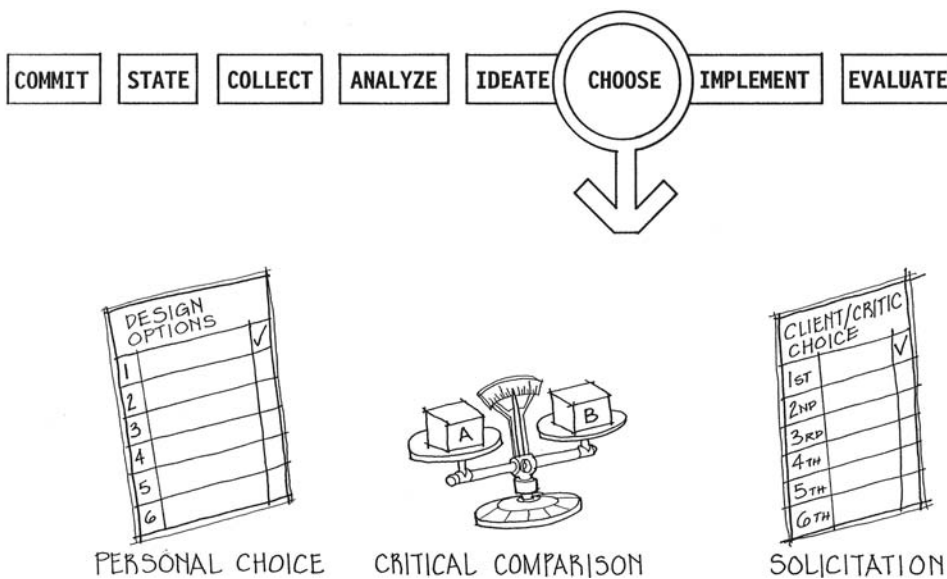 COMMIT STATE COLLECT ANALYZE IDEATE CHOOSE IMPLEMENT EVALUATE
DESIGN
OPTIONS
1
2
3
4
5
6
PERSONAL CHOICE
A
B
CRITICAL COMPARISON
CLIENT/CRITIC
CHOICE
1ST
2ND
3RD
4TH
5TH
6TH
SOLICITATION